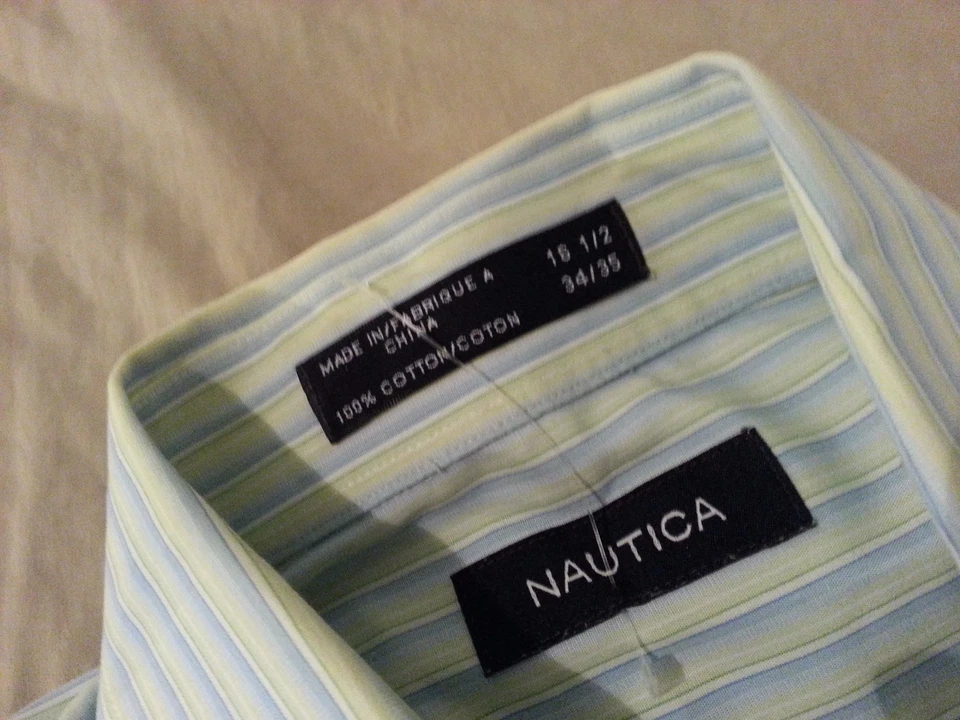 MADE IN/FABRIQUE A
CHINA
100% COTTON/COTON
16 1/2
34/35
NAUTICA